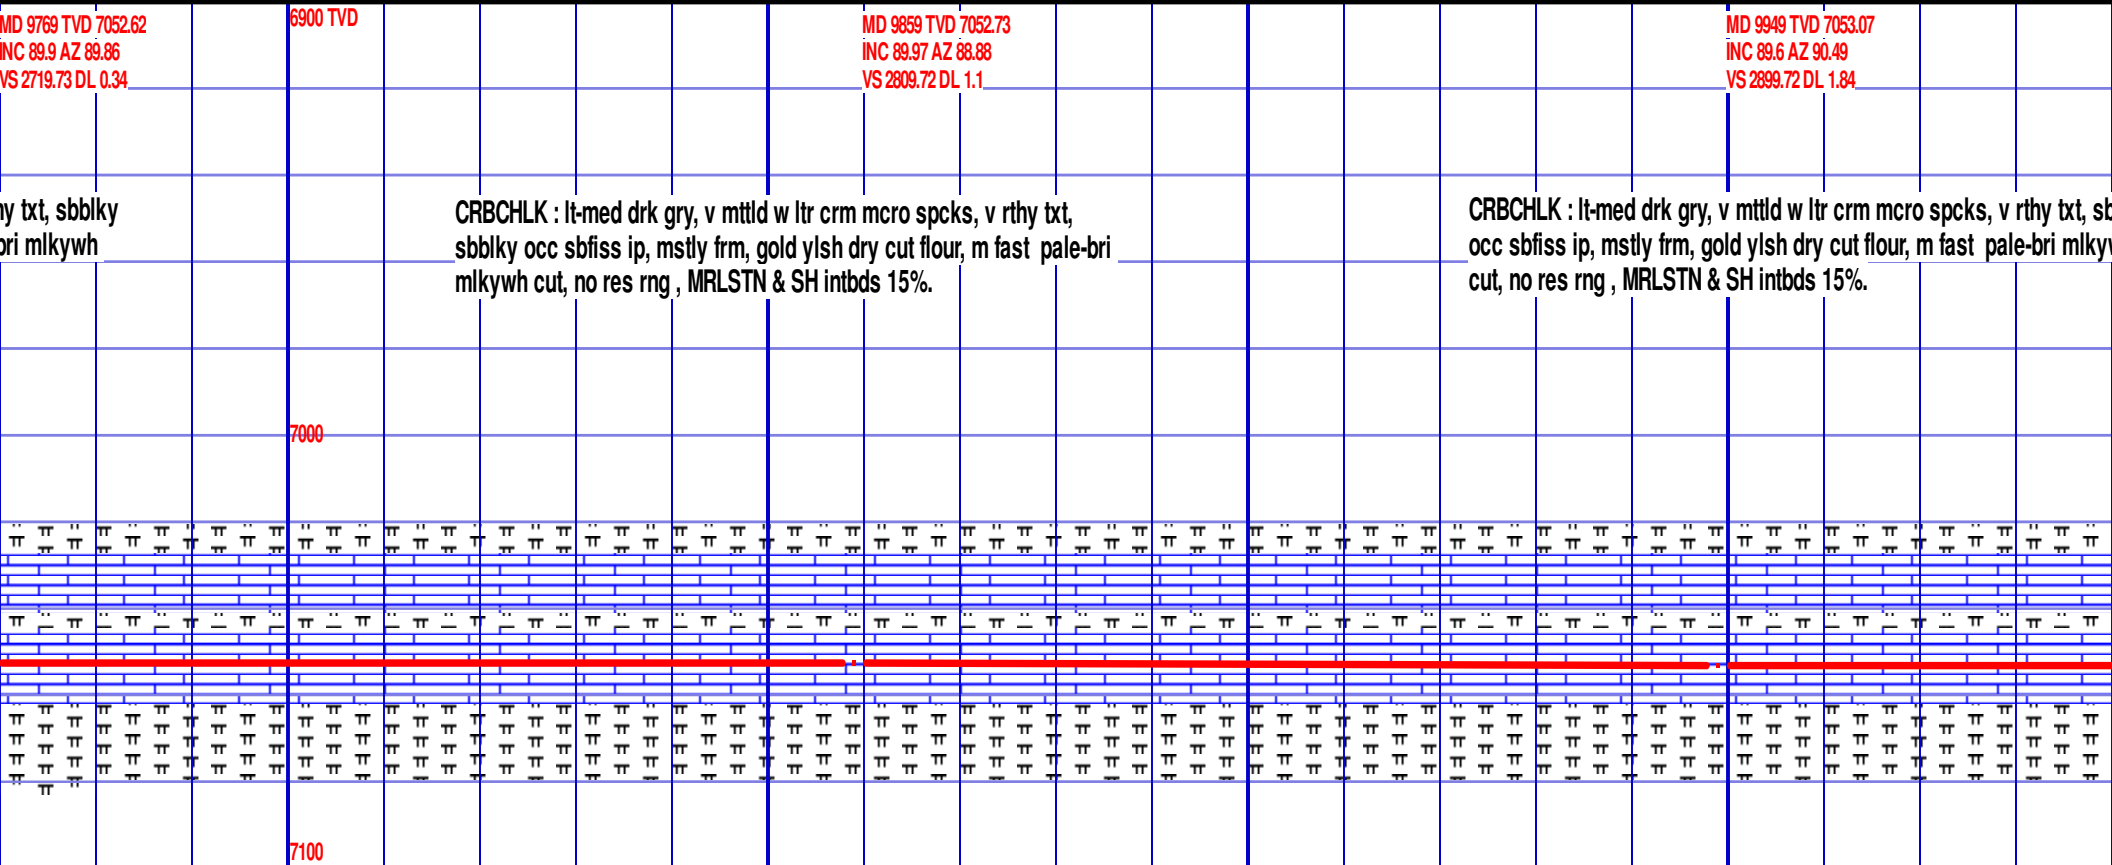 MD 9769 TVD 7052.62
INC 89.9 AZ 89.86
VS 2719.73 DL 0.34
6900 TVD
MD 9859 TVD 7052.73
INC 89.97 AZ 88.88
VS 2809.72 DL 1.1
MD 9949 TVD 7053.07
INC 89.6 AZ 90.49
VS 2899.72 DL 1.84
hy txt, sbblky
bri mlkywh
CRBCHLK : lt-med drk gry, v mttld w ltr crm mcro spcks, v rthy txt,
sbblky occ sbfiss ip, mstly frm, gold ylsh dry cut flour, m fast pale-bri
mlkywh cut, no res rng , MRLSTN & SH intbds 15%.
CRBCHLK : lt-med drk gry, v mttld w ltr crm mcro spcks, v rthy txt, sb
occ sbfiss ip, mstly frm, gold ylsh dry cut flour, m fast pale-bri mlkyw
cut, no res rng , MRLSTN & SH intbds 15%.
7000
7100